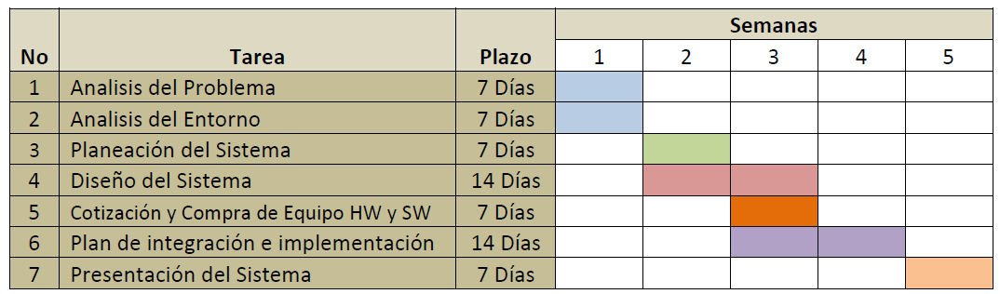 Semanas
No Tarea Plazo 1 2 3 4 5
1 Analisis del Problema 7 Días
2 Analisis del Entorno 7 Días
3 Planeación del Sistema 7 Días
4 Diseño del Sistema 14 Días
5 Cotización y Compra de Equipo HW y SW 7 Días
6 Plan de integración e implementación 14 Días
7 Presentación del Sistema 7 Días